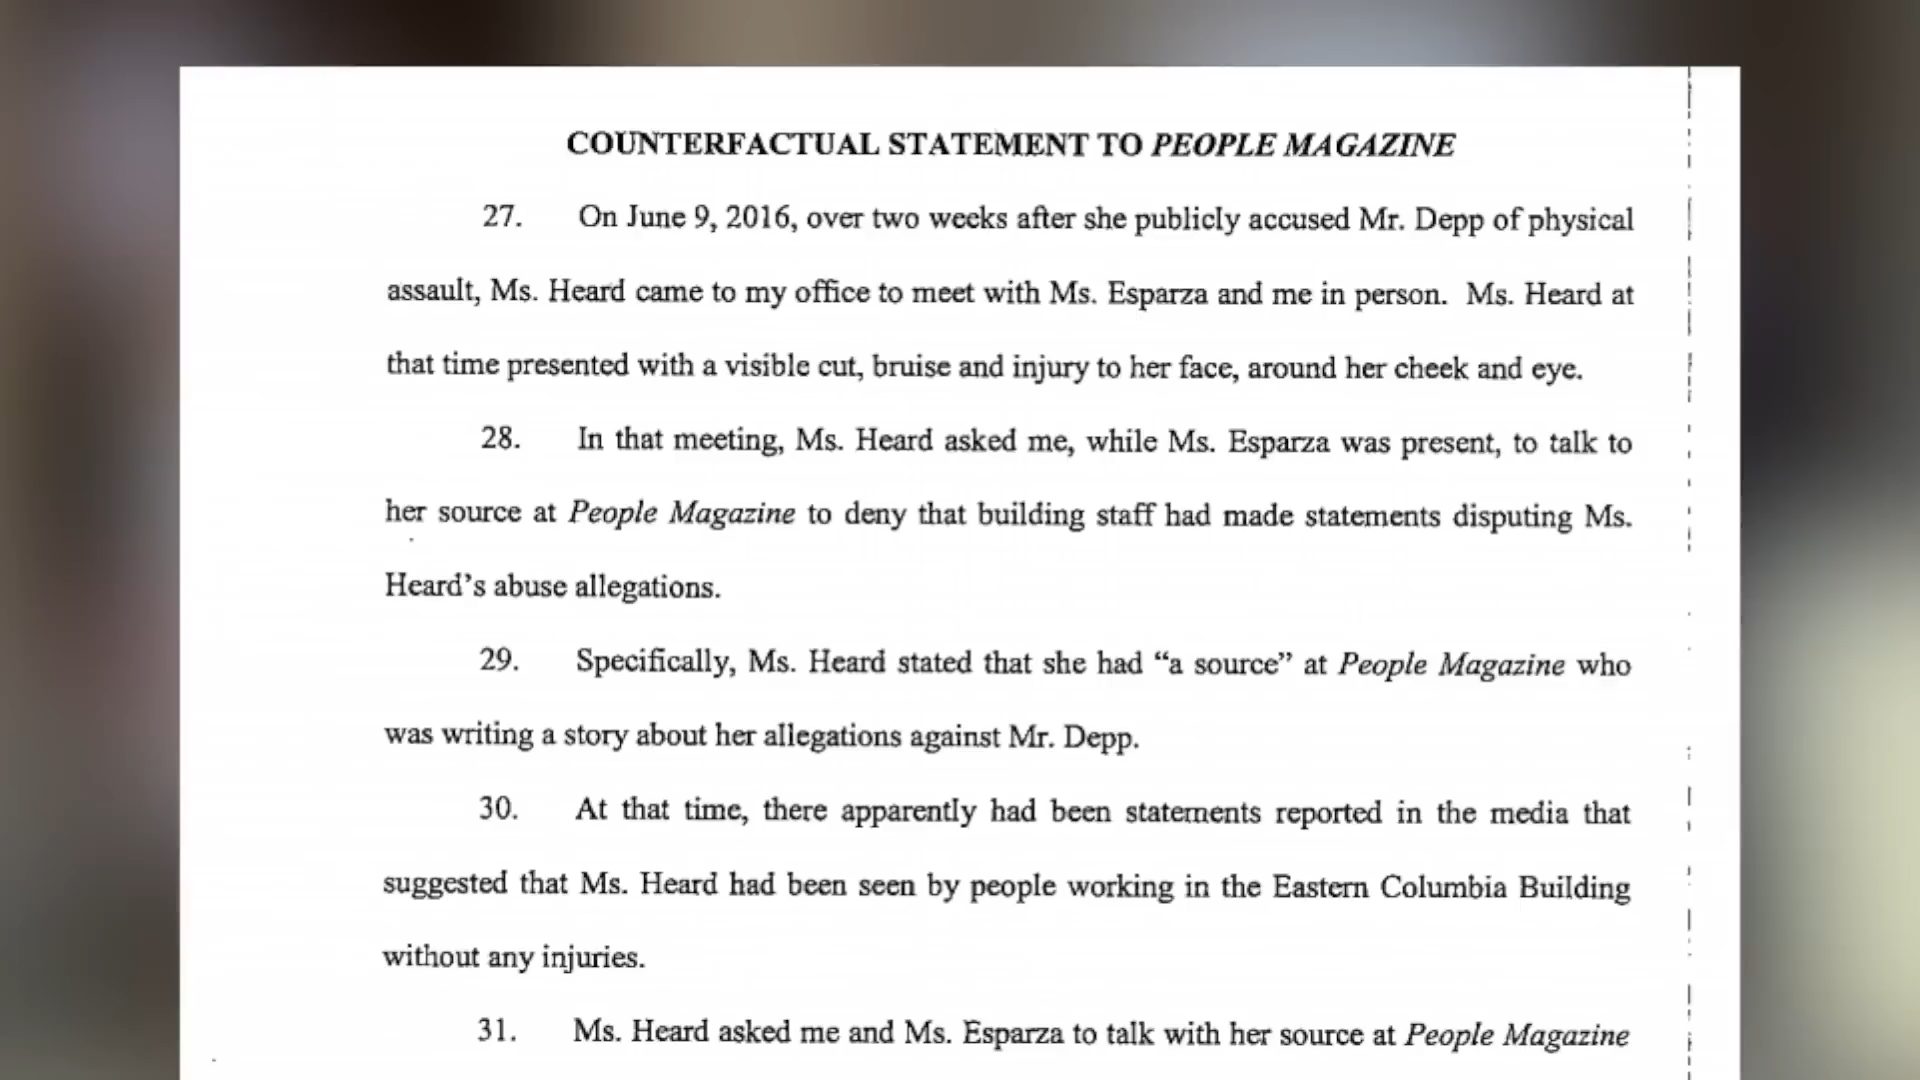 COUNTERFACTUAL STATEMENT TO PEOPLE MAGAZINE
27. On June 9, 2016, over two weeks after she publicly accused Mr. Depp of physical
assault, Ms. Heard came to my office to meet with Ms. Esparza and me in person. Ms. Heard at
that time presented with a visible cut, bruise and injury to her face, around her cheek and eye.
28. In that meeting, Ms. Heard asked me, while Ms. Esparza was present, to talk to
her source at People Magazine to deny that building staff had made statements disputing Ms.
Heard’s abuse allegations.
29. Specifically, Ms. Heard stated that she had “a source” at People Magazine who
was writing a story about her allegations against Mr. Depp.
30. At that time, there apparently had been statements reported in the media that
suggested that Ms. Heard had been seen by people working in the Eastern Columbia Building
without any injuries.
31. Ms. Heard asked me and Ms. Esparza to talk with her source at People Magazine